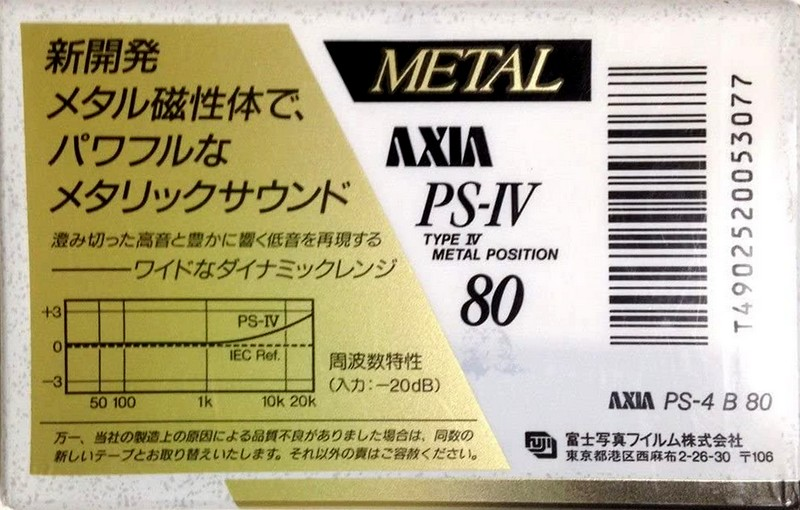 新開発
メタル磁性体で、
パワフルな
メタリックサウンド
澄み切った高音と豊かに響く低音を再現する
―――ワイドなダイナミックレンジ
+3
0
-3
PS-IV
IEC Ref.
50 100 1k 10k 20k
周波数特性
(入力:-20dB)
万一、当社の製造上の原因による品質不良がありました場合は、同数の
新しいテープとお取り替えいたします。それ以外の責はご容赦ください。
METAL
AXIA
PS-IV
TYPE IV
METAL POSITION
80
T4902520053077
AXIA PS-4 B 80
FUJI
富士写真フイルム株式会社
東京都港区西麻布2-26-30 〒106